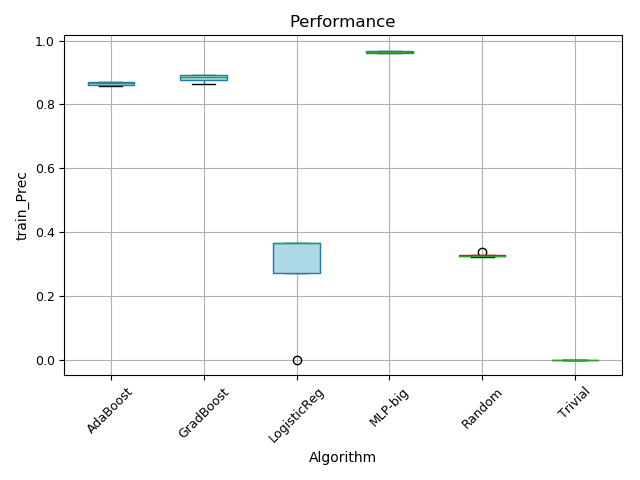 Performance
1.0
0.8
0.6
0.4
0.2
0.0
train_Prec
AdaBoost
GradBoost
LogisticReg
MLP-big
Random
Trivial
Algorithm